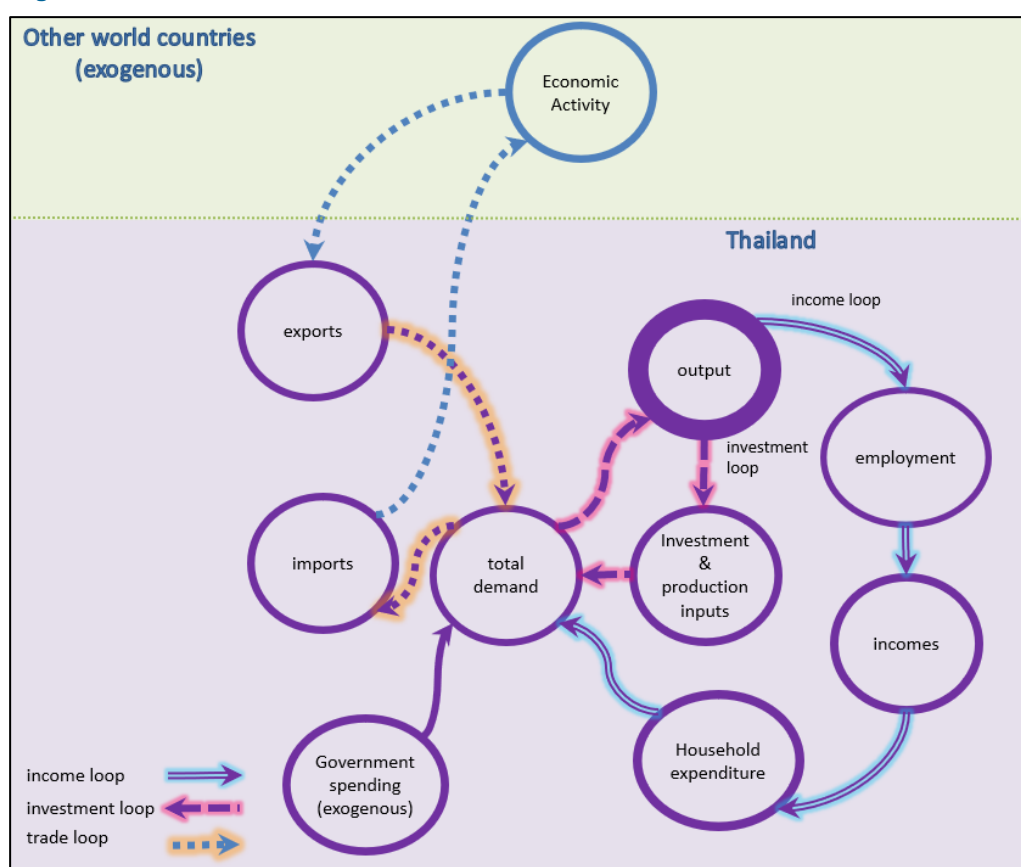 Other world countries
(exogenous)
Economic
Activity
Thailand
exports
income loop
output
investment
loop
employment
imports
total
demand
Investment
&
production
inputs
incomes
Government
spending
(exogenous)
Household
expenditure
income loop
investment loop
trade loop